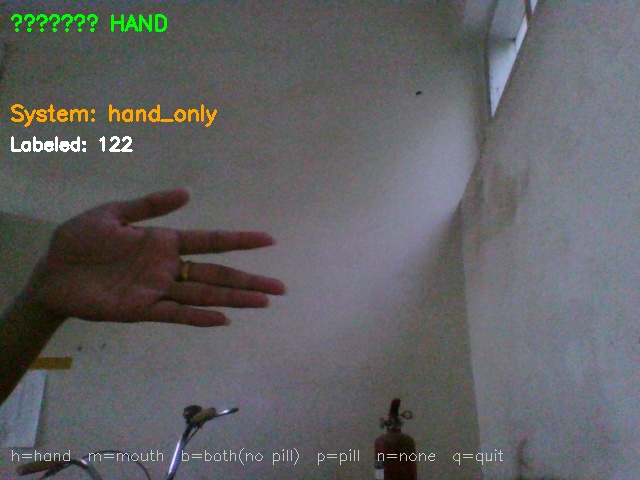 ??????? HAND
System: hand_only
Labeled: 122
h=hand m=mouth b=both(no pill) p=pill n=none q=quit